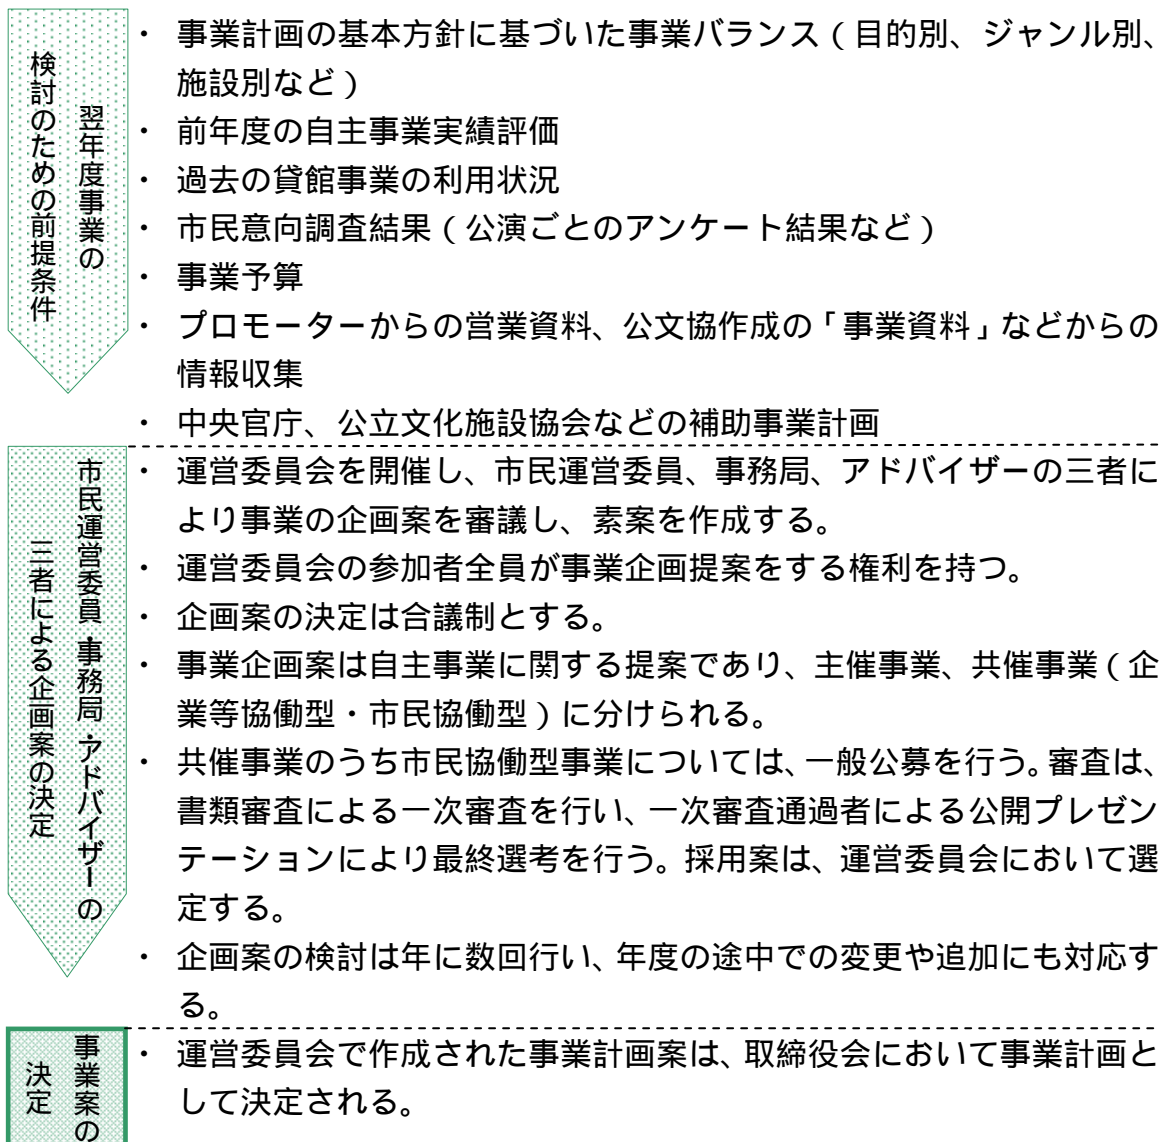 翌年度事業の
検討のための前提条件
・ 事業計画の基本方針に基づいた事業バランス（目的別、ジャンル別、
施設別など）
・ 前年度の自主事業実績評価
・ 過去の貸館事業の利用状況
・ 市民意向調査結果（公演ごとのアンケート結果など）
・ 事業予算
・ プロモーターからの営業資料、公文協作成の「事業資料」などからの
情報収集
・ 中央官庁、公立文化施設協会などの補助事業計画
市民運営委員・事務局・アドバイザーの
三者による企画案の決定
・ 運営委員会を開催し、市民運営委員、事務局、アドバイザーの三者に
より事業の企画案を審議し、素案を作成する。
・ 運営委員会の参加者全員が事業企画提案をする権利を持つ。
・ 企画案の決定は合議制とする。
・ 事業企画案は自主事業に関する提案であり、主催事業、共催事業（企
業等協働型・市民協働型）に分けられる。
・ 共催事業のうち市民協働型事業については、一般公募を行う。審査は、
書類審査による一次審査を行い、一次審査通過者による公開プレゼン
テーションにより最終選考を行う。採用案は、運営委員会において選
定する。
・ 企画案の検討は年に数回行い、年度の途中での変更や追加にも対応す
る。
事業案の
決定
・ 運営委員会で作成された事業計画案は、取締役会において事業計画と
して決定される。